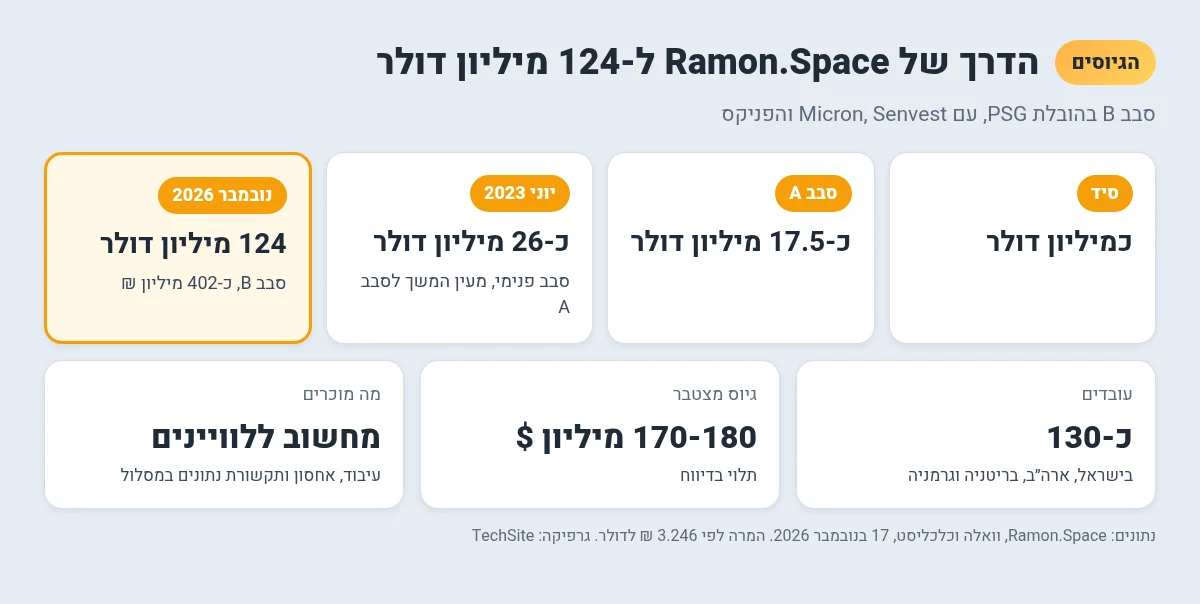 הגיוסים
הדרך של Ramon.Space ל-124 מיליון דולר
סבב B בהובלת PSG, עם Micron, Senvest והפניקס
סיד
כמיליון דולר
סבב A
כ-17.5 מיליון דולר
יוני 2023
כ-26 מיליון דולר
סבב פנימי, מעין המשך לסבב
A
נובמבר 2026
124 מיליון דולר
סבב B, כ-402 מיליון ₪
עובדים
כ-130
בישראל, ארה״ב, בריטניה וגרמניה
גיוס מצטבר
170-180 מיליון $
תלוי בדיווח
מה מוכרים
מחשוב ללוויינים
עיבוד, אחסון ותקשורת נתונים במסלול
נתונים: Ramon.Space, וואלה וכלכליסט, 17 בנובמבר 2026. המרה לפי 3.246 ₪ לדולר. גרפיקה: TechSite